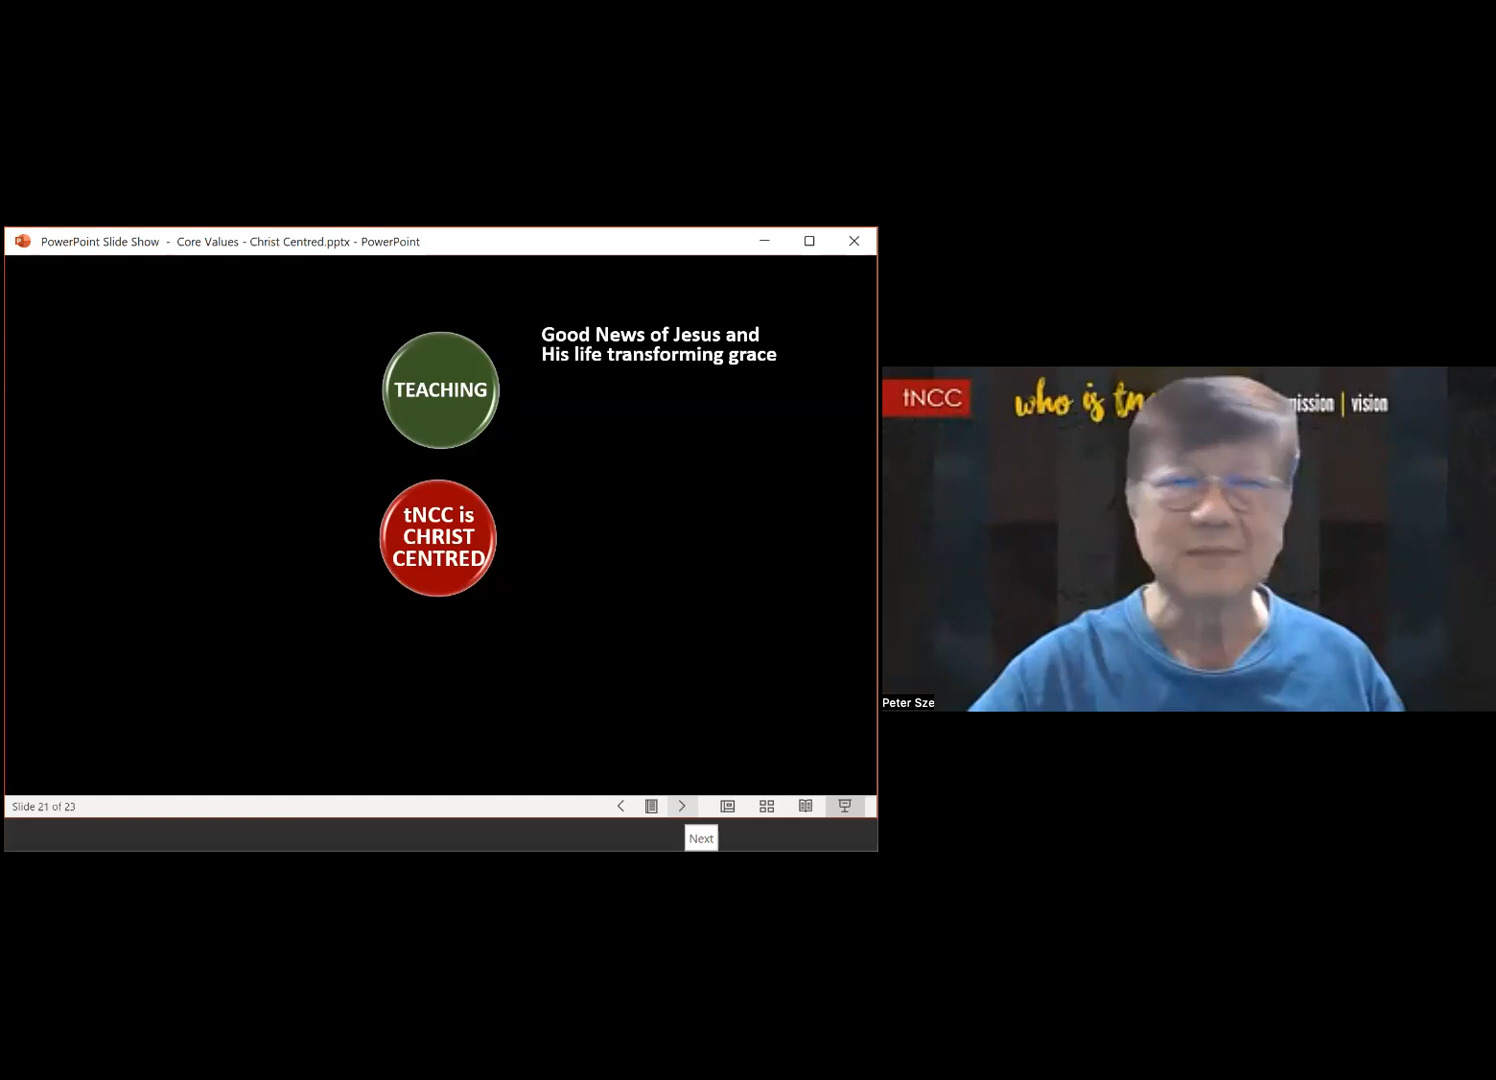 PowerPoint Slide Show - Core Values - Christ Centred.pptx - PowerPoint
Good News of Jesus and
His life transforming grace
TEACHING
tNCC is
CHRIST
CENTRED
Slide 21 of 23
Next
tNCC
who is
mission | vision
Peter Sze